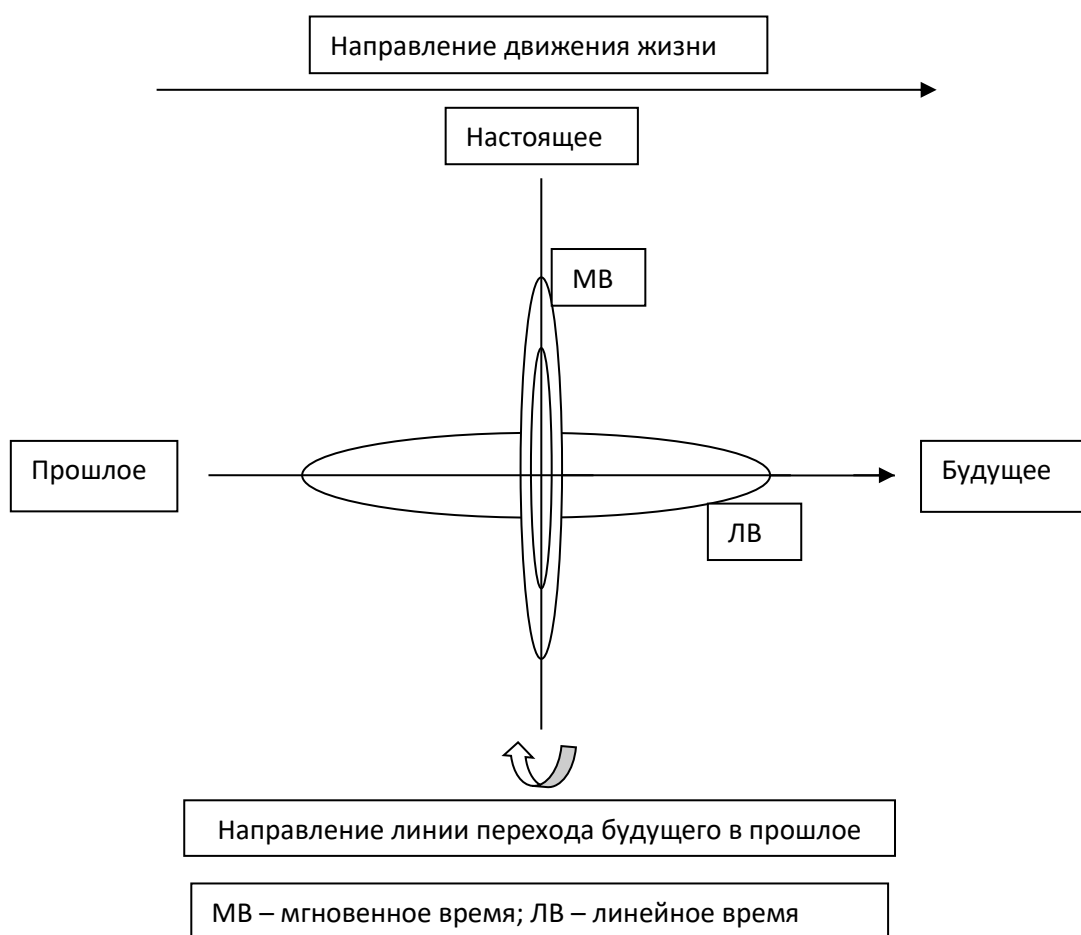 Направление движения жизни
Настоящее
МВ
Прошлое
Будущее
ЛВ
Направление линии перехода будущего в прошлое
МВ – мгновенное время; ЛВ – линейное время